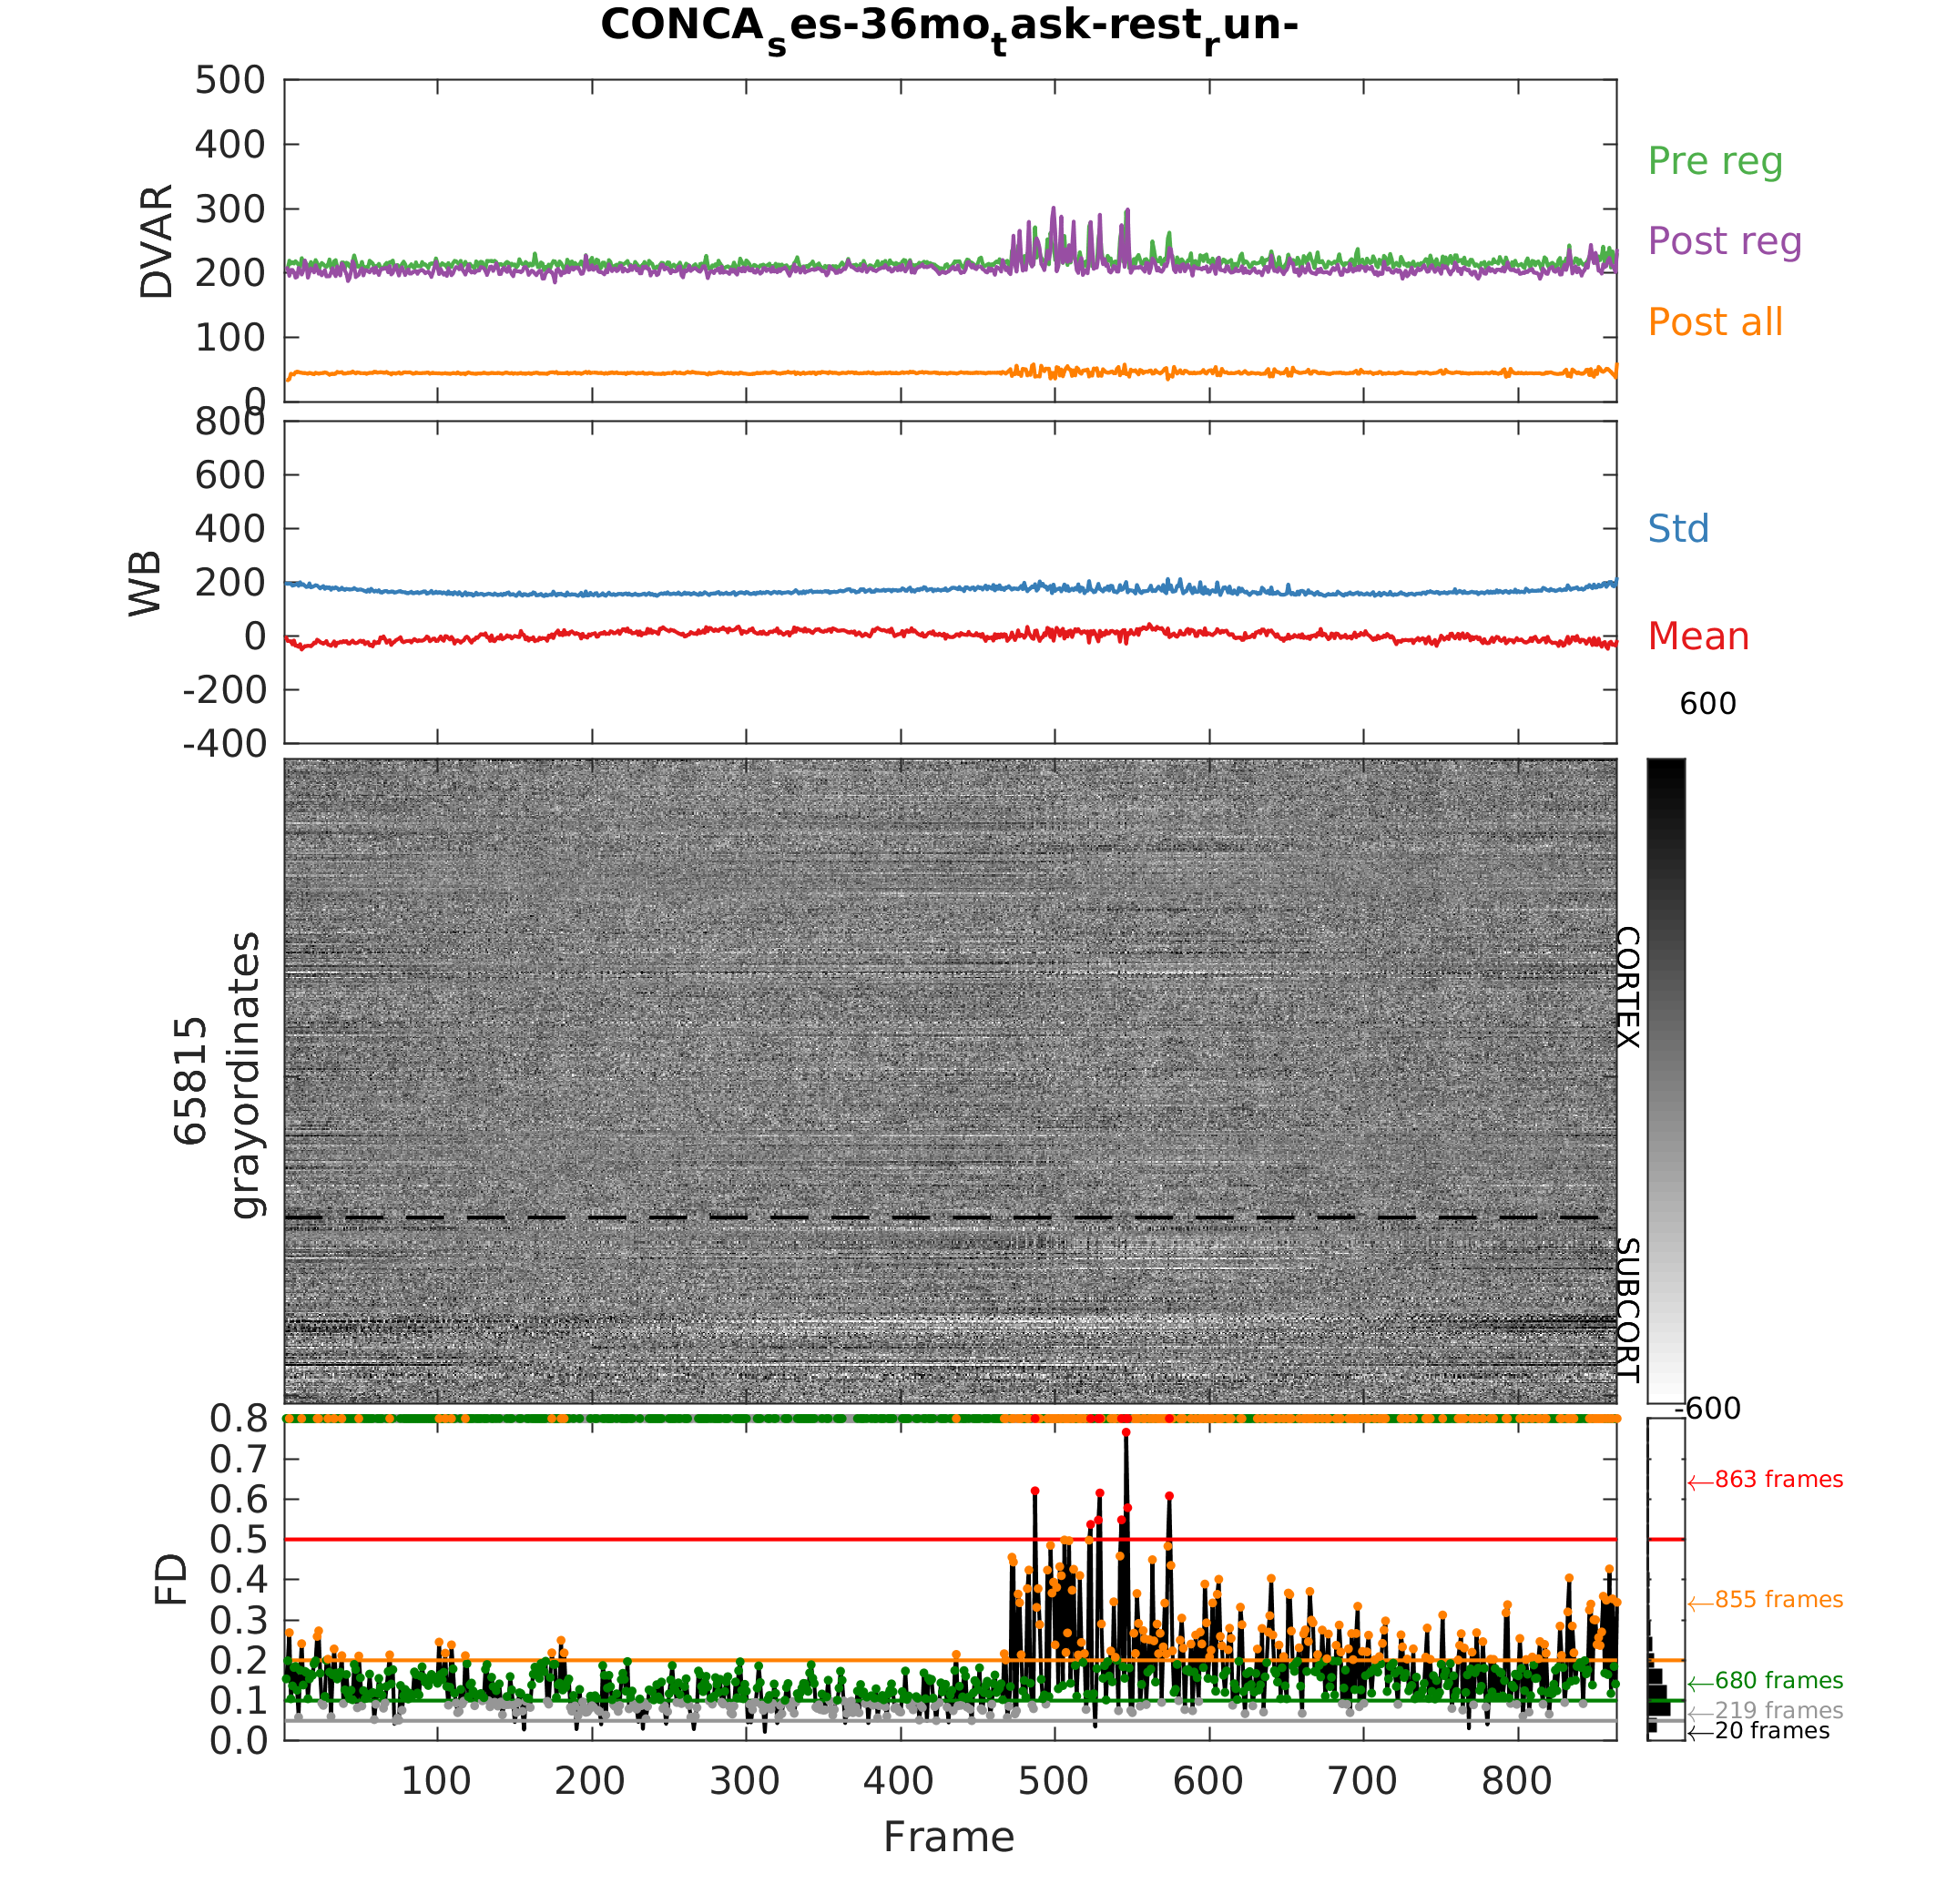 CONCAses-36motask-restrun-
500
400
300
200
100
0
DVAR
Pre reg
Post reg
Post all
800
600
400
200
0
-200
-400
WB
Std
Mean
600
65815
grayordinates
CORTEX
SUBCORT
-600
0.8
0.7
0.6
0.5
0.4
0.3
0.2
0.1
0.0
FD
←863 frames
←855 frames
←680 frames
←219 frames
←20 frames
100 200 300 400 500 600 700 800
Frame